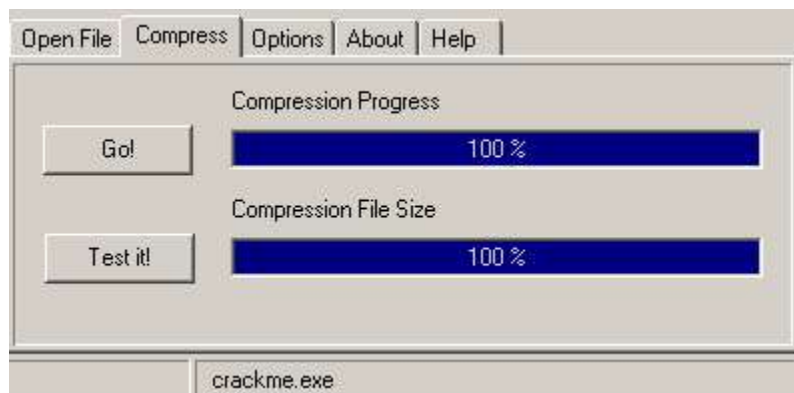 Open File Compress Options About Help
Compression Progress
Go! 100 %
Compression File Size
Test it! 100 %
crackme.exe